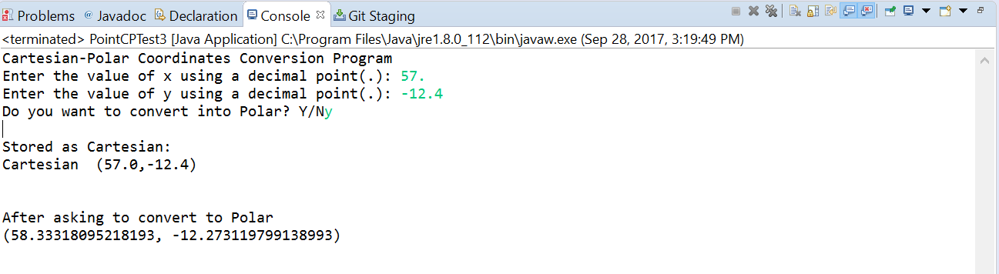 Problems @ Javadoc Declaration Console Git Staging
<terminated> PointCPTest3 [Java Application] C:\Program Files\Java\jre1.8.0_112\bin\javaw.exe (Sep 28, 2017, 3:19:49 PM)
Cartesian-Polar Coordinates Conversion Program
Enter the value of x using a decimal point(.): 57.
Enter the value of y using a decimal point(.): -12.4
Do you want to convert into Polar? Y/Ny
Stored as Cartesian:
Cartesian  (57.0,-12.4)
After asking to convert to Polar
(58.33318095218193, -12.273119799138993)